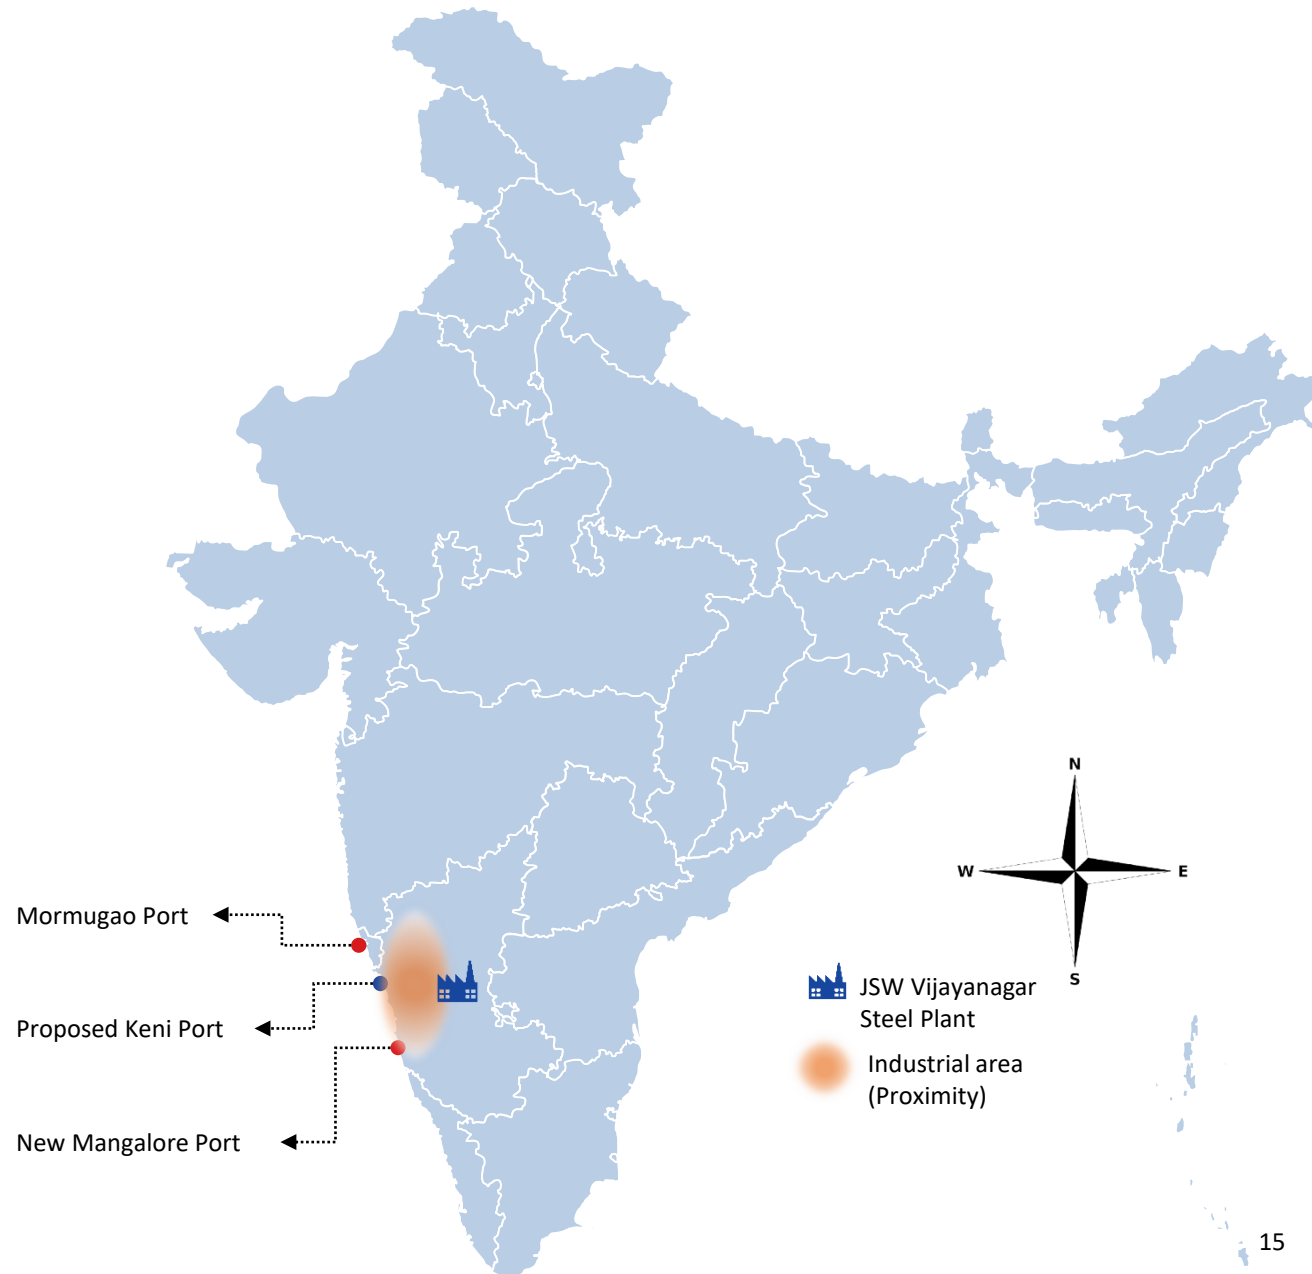 N
W
E
S
Mormugao Port
Proposed Keni Port
New Mangalore Port
JSW Vijayanagar
Steel Plant
Industrial area
(Proximity)
15